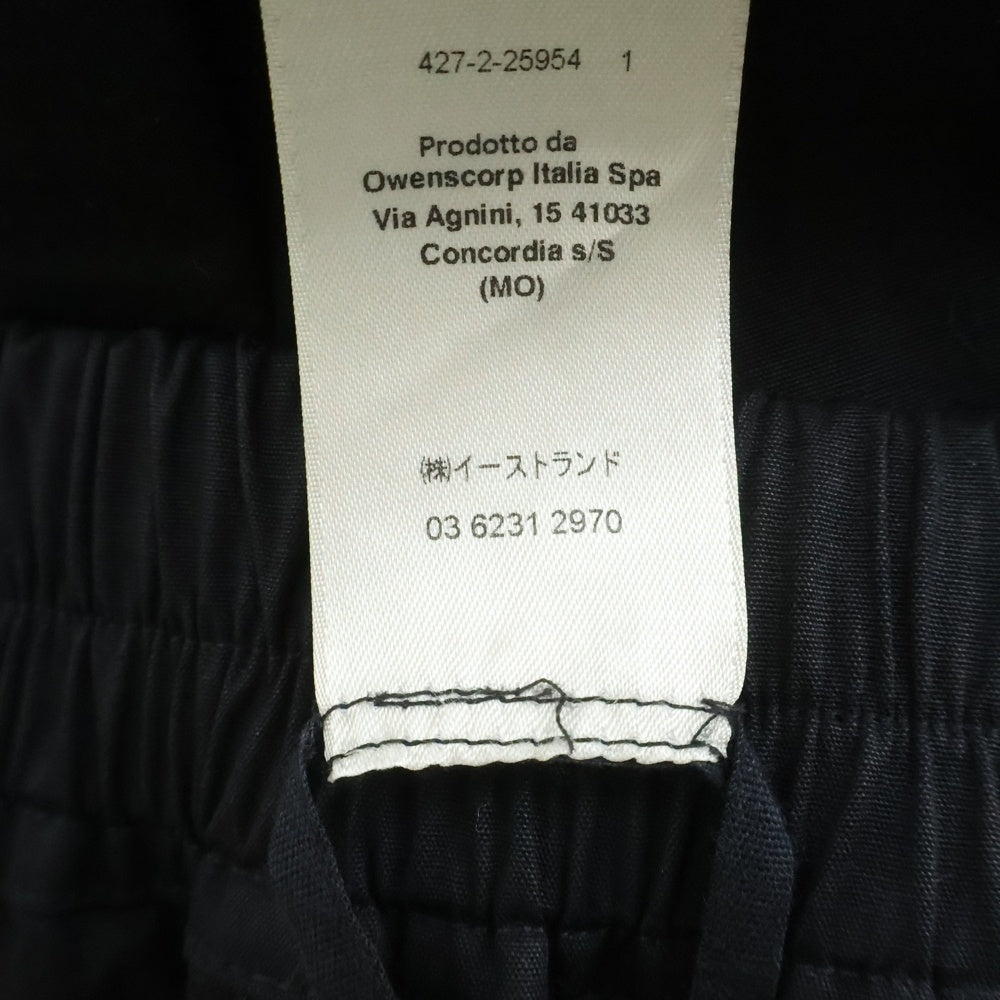 427-2-25954 1
Prodotto da
Owenscorp Italia Spa
Via Agnini, 15 41033
Concordia s/S
(MO)
㈱イーストランド
03 6231 2970